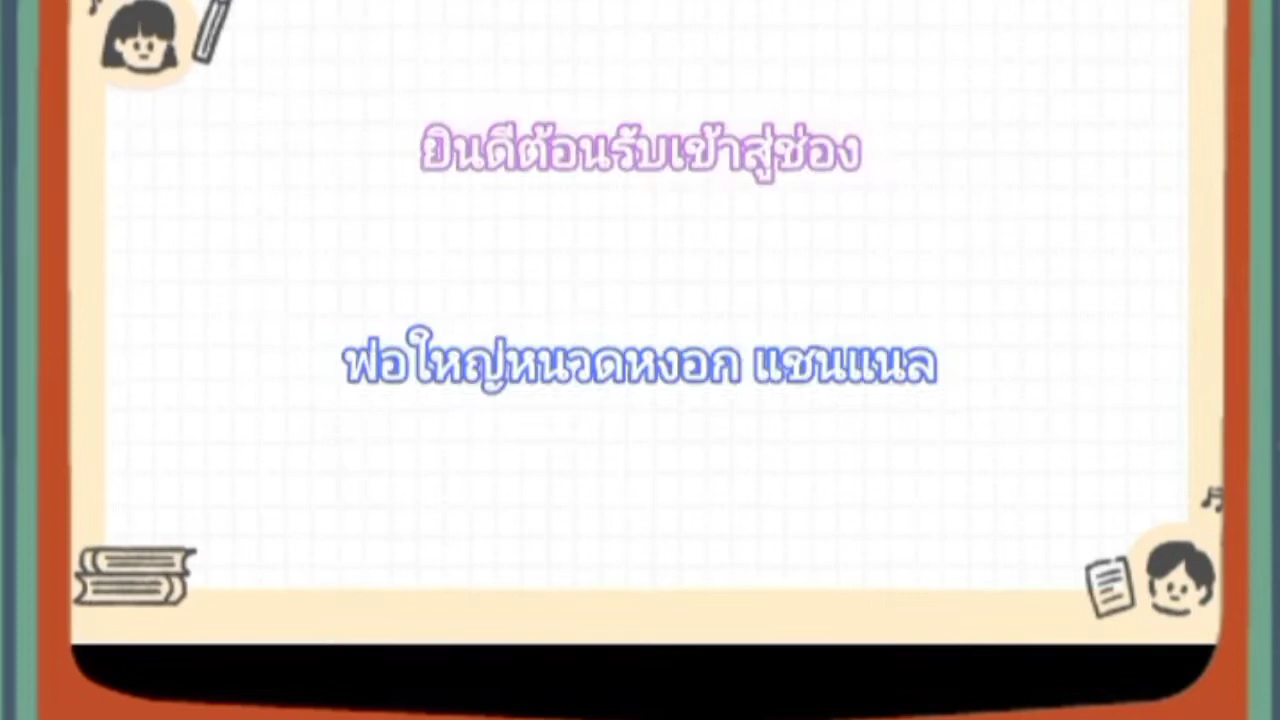 ยินดีต้อนรับเข้าสู่ช่อง
ฟอใหญ่หนวดหงอก แชนแนล